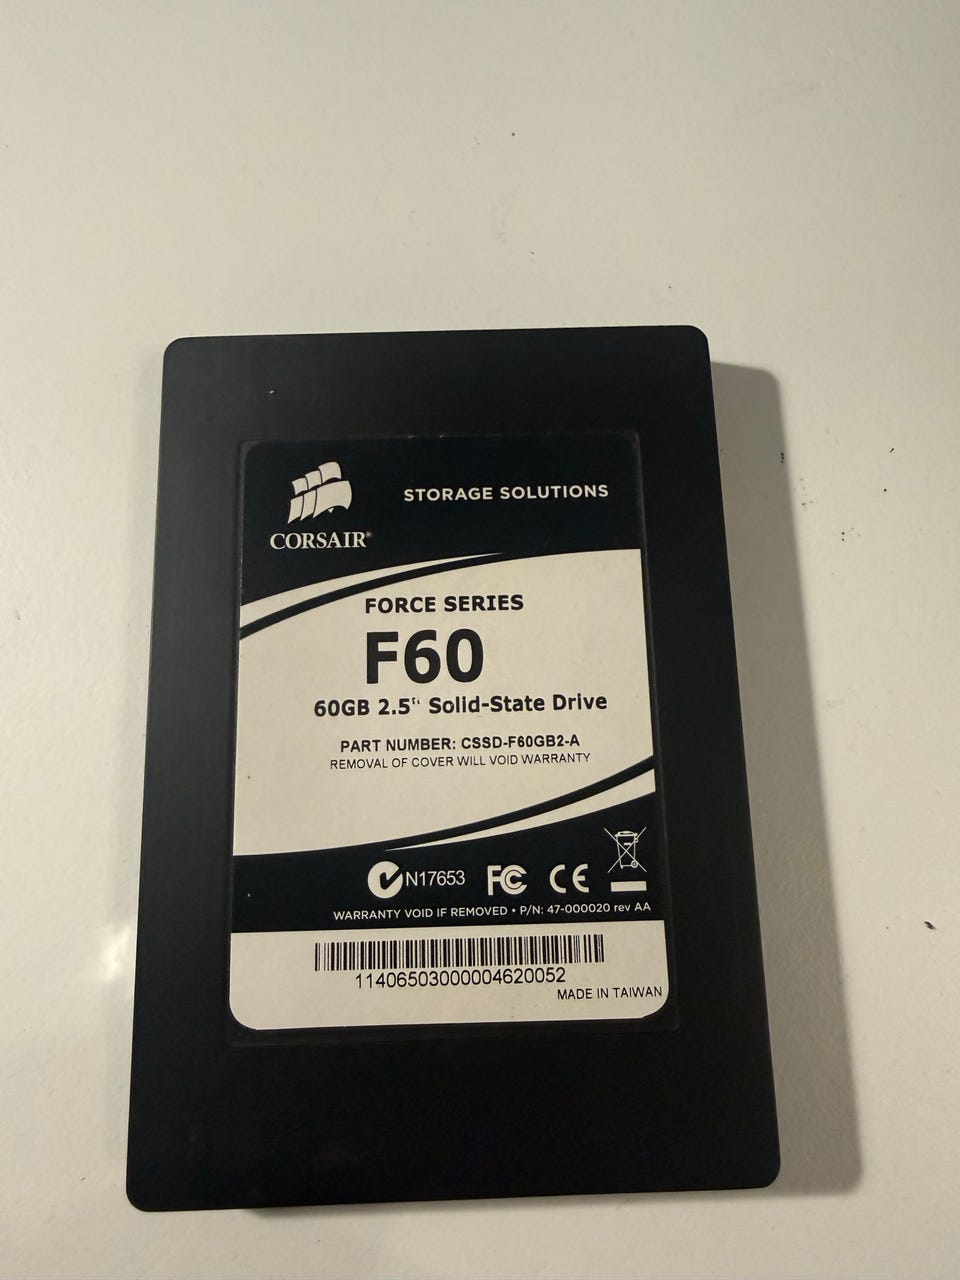 STORAGE SOLUTIONS
CORSAIR®
FORCE SERIES
F60
60GB 2.5" Solid-State Drive
PART NUMBER: CSSD-F60GB2-A
REMOVAL OF COVER WILL VOID WARRANTY
N17653 FC CE
WARRANTY VOID IF REMOVED • P/N: 47-000020 rev AA
11406503000004620052
MADE IN TAIWAN